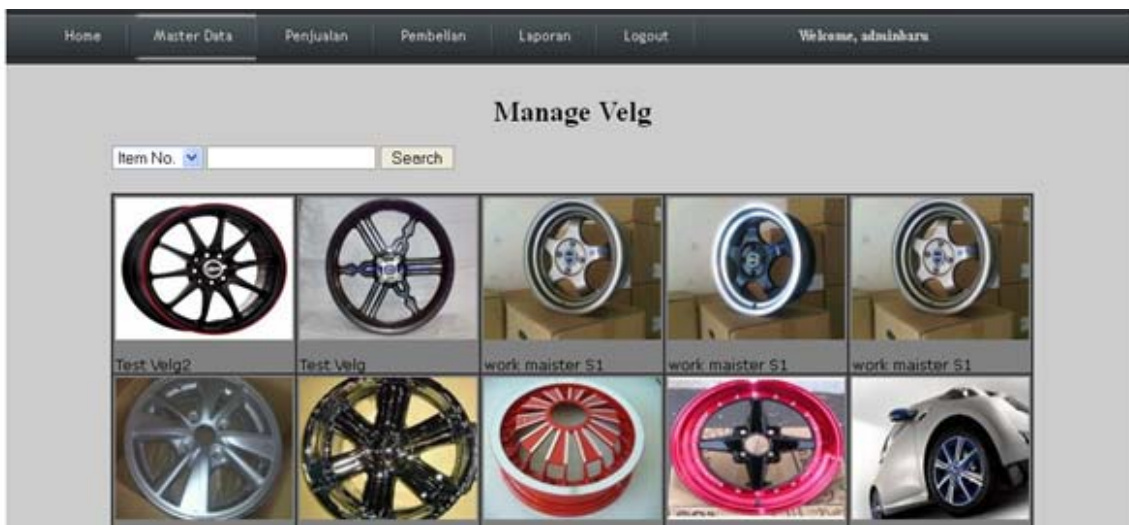 Home Master Data Penjualan Pembelian Laporan Logout Welcome, adminbaru
Manage Velg
Item No. Search
Test Velg2 Test Velg work maister S1 work maister S1 work maister S1